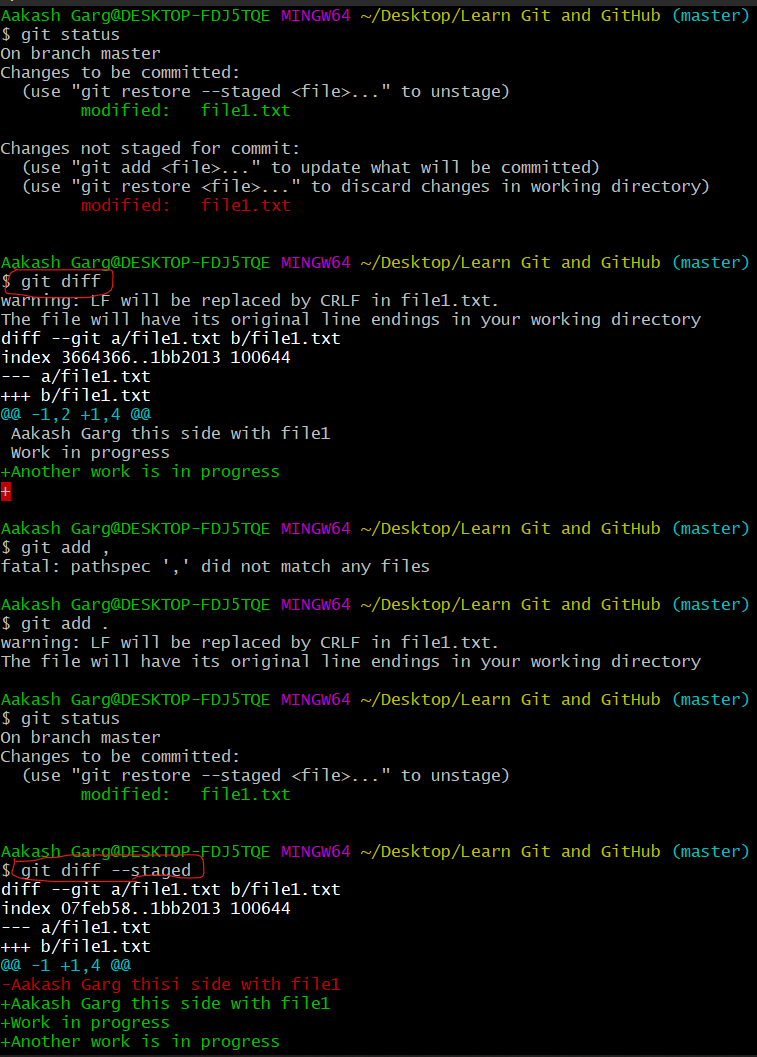 Aakash Garg@DESKTOP-FDJ5TQE MINGW64 ~/Desktop/Learn Git and GitHub (master)
$ git status
On branch master
Changes to be committed:
  (use "git restore --staged <file>..." to unstage)
        modified:   file1.txt

Changes not staged for commit:
  (use "git add <file>..." to update what will be committed)
  (use "git restore <file>..." to discard changes in working directory)
        modified:   file1.txt

Aakash Garg@DESKTOP-FDJ5TQE MINGW64 ~/Desktop/Learn Git and GitHub (master)
$ git diff
warning: LF will be replaced by CRLF in file1.txt.
The file will have its original line endings in your working directory
diff --git a/file1.txt b/file1.txt
index 3664366..1bb2013 100644
--- a/file1.txt
+++ b/file1.txt
@@ -1,2 +1,4 @@
 Aakash Garg this side with file1
 Work in progress
+Another work is in progress
+

Aakash Garg@DESKTOP-FDJ5TQE MINGW64 ~/Desktop/Learn Git and GitHub (master)
$ git add ,
fatal: pathspec ',' did not match any files

Aakash Garg@DESKTOP-FDJ5TQE MINGW64 ~/Desktop/Learn Git and GitHub (master)
$ git add .
warning: LF will be replaced by CRLF in file1.txt.
The file will have its original line endings in your working directory

Aakash Garg@DESKTOP-FDJ5TQE MINGW64 ~/Desktop/Learn Git and GitHub (master)
$ git status
On branch master
Changes to be committed:
  (use "git restore --staged <file>..." to unstage)
        modified:   file1.txt

Aakash Garg@DESKTOP-FDJ5TQE MINGW64 ~/Desktop/Learn Git and GitHub (master)
$ git diff --staged
diff --git a/file1.txt b/file1.txt
index 07feb58..1bb2013 100644
--- a/file1.txt
+++ b/file1.txt
@@ -1 +1,4 @@
-Aakash Garg thisi side with file1
+Aakash Garg this side with file1
+Work in progress
+Another work is in progress